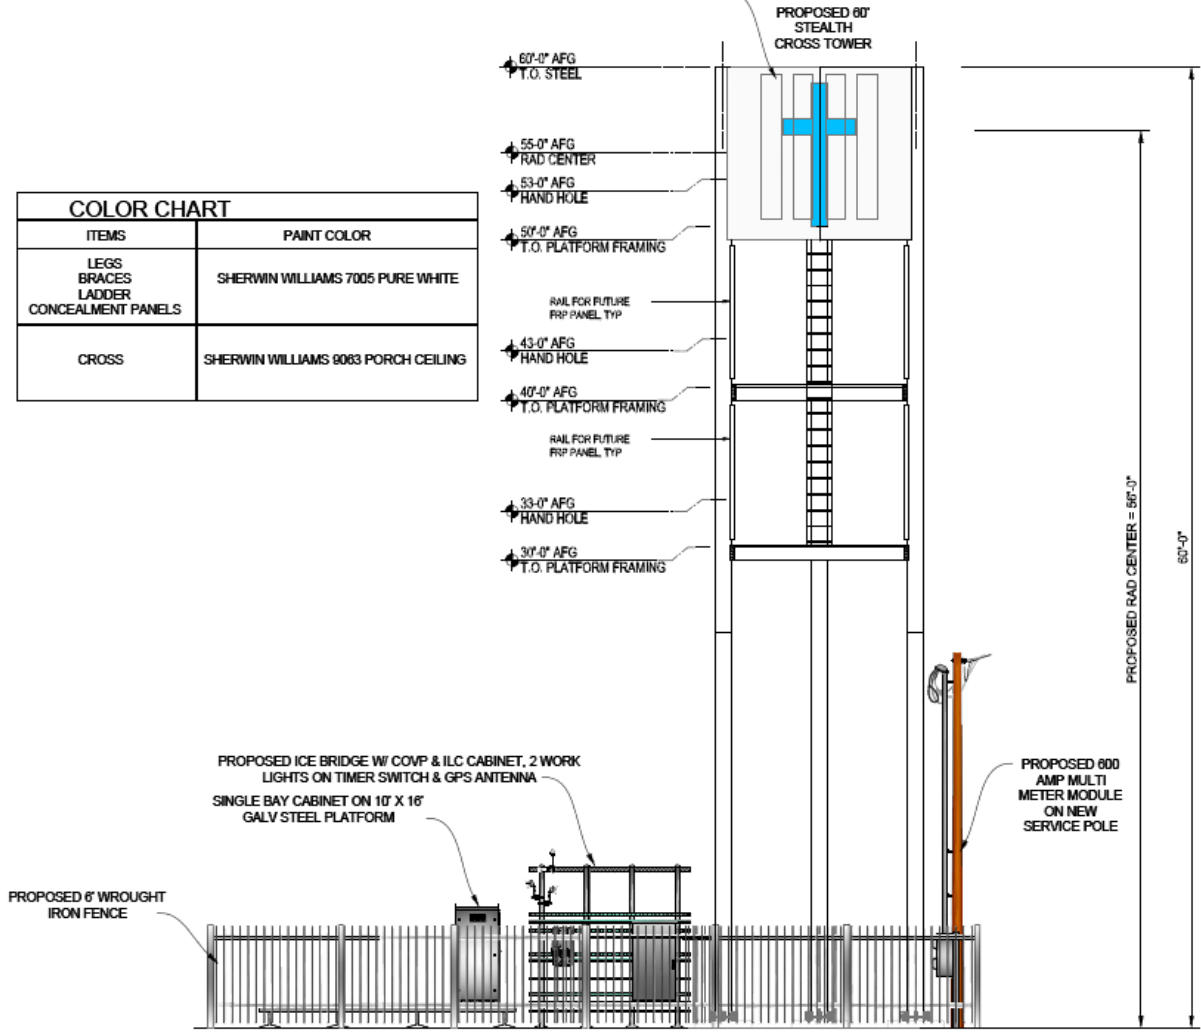 PROPOSED 60'
STEALTH
CROSS TOWER
60'-0" AFG
T.O. STEEL
55-0" AFG
RAD CENTER
53-0" AFG
HAND HOLE
50'-0" AFG
T.O. PLATFORM FRAMING
RAIL FOR FUTURE
FRP PANEL, TYP
43-0" AFG
HAND HOLE
40'-0" AFG
T.O. PLATFORM FRAMING
RAIL FOR FUTURE
FRP PANEL, TYP
33-0" AFG
HAND HOLE
30'-0" AFG
T.O. PLATFORM FRAMING
COLOR CHART
ITEMS
PAINT COLOR
LEGS
BRACES
LADDER
CONCEALMENT PANELS
SHERWIN WILLIAMS 7005 PURE WHITE
CROSS
SHERWIN WILLIAMS 9063 PORCH CEILING
PROPOSED RAD CENTER = 56'-0"
60'-0"
PROPOSED ICE BRIDGE W/ COVP & ILC CABINET, 2 WORK
LIGHTS ON TIMER SWITCH & GPS ANTENNA
SINGLE BAY CABINET ON 10' X 16'
GALV STEEL PLATFORM
PROPOSED 6' WROUGHT
IRON FENCE
PROPOSED 600
AMP MULTI
METER MODULE
ON NEW
SERVICE POLE